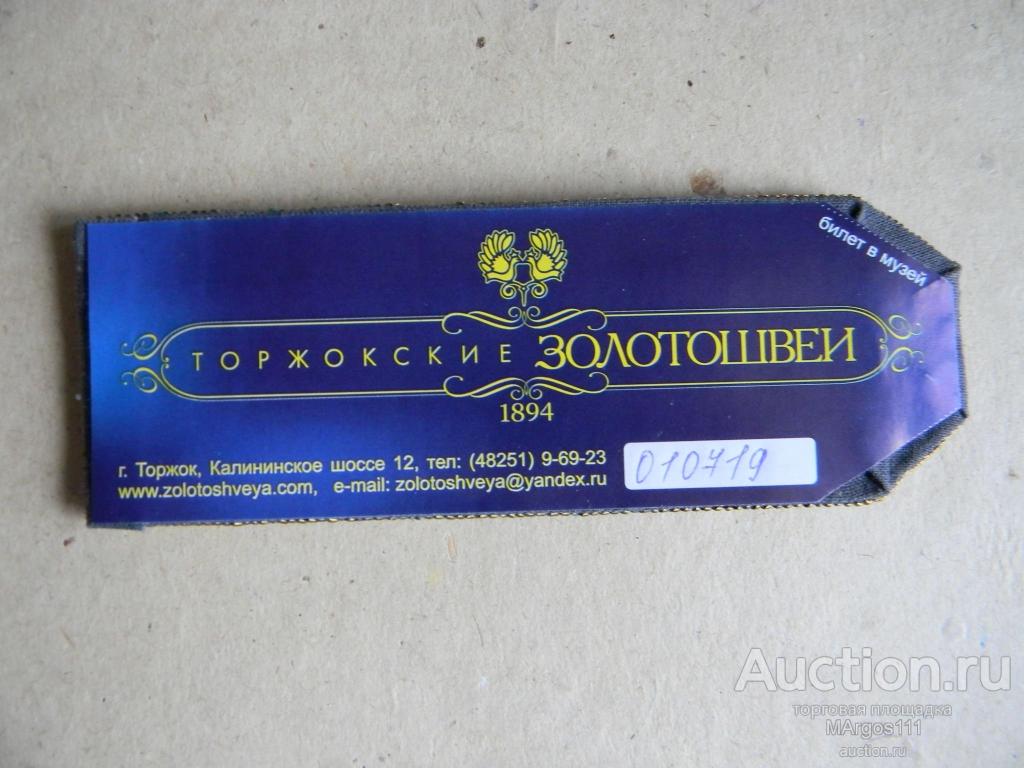 билет в музей
ТОРЖОКСКИЕ ЗОЛОТОШВЕИ
1894
г. Торжок, Калининское шоссе 12, тел: (48251) 9-69-23
www.zolotoshveya.com, e-mail: zolotoshveya@yandex.ru
010719
Auction.ru
торговая площадка
MArgos111
auction.ru